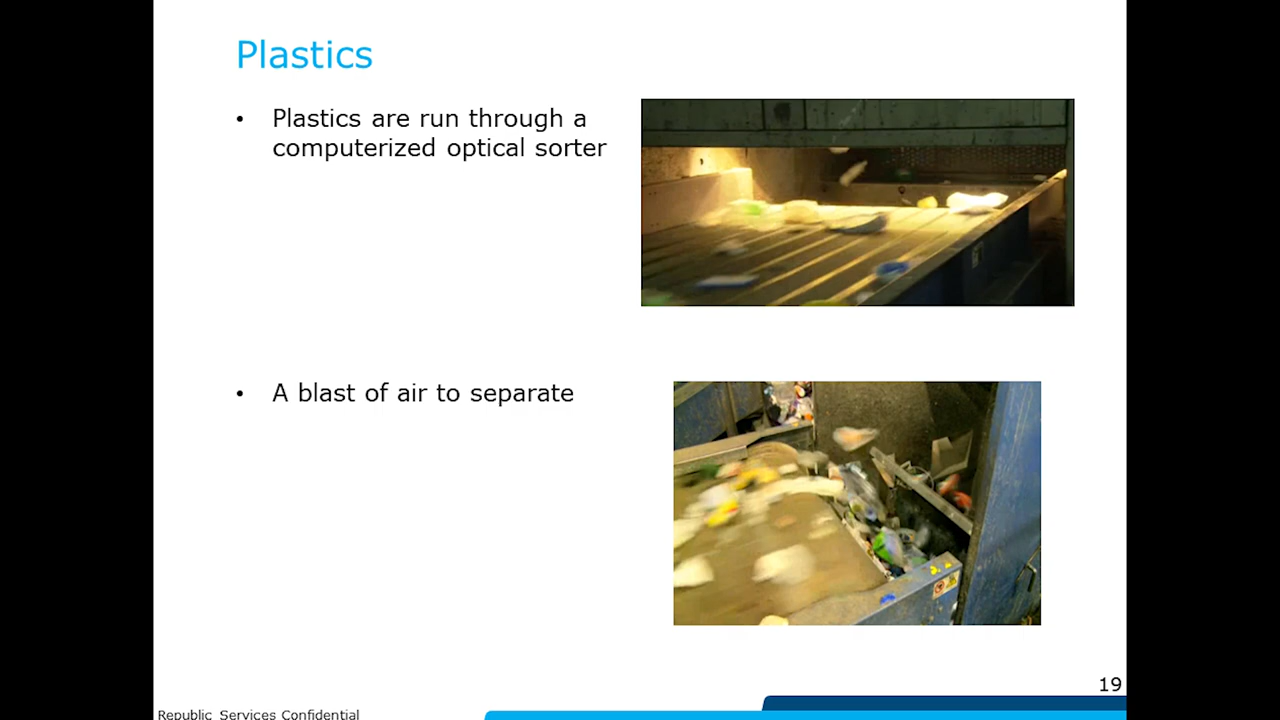 Plastics
• Plastics are run through a
computerized optical sorter
• A blast of air to separate
19
Republic Services Confidential